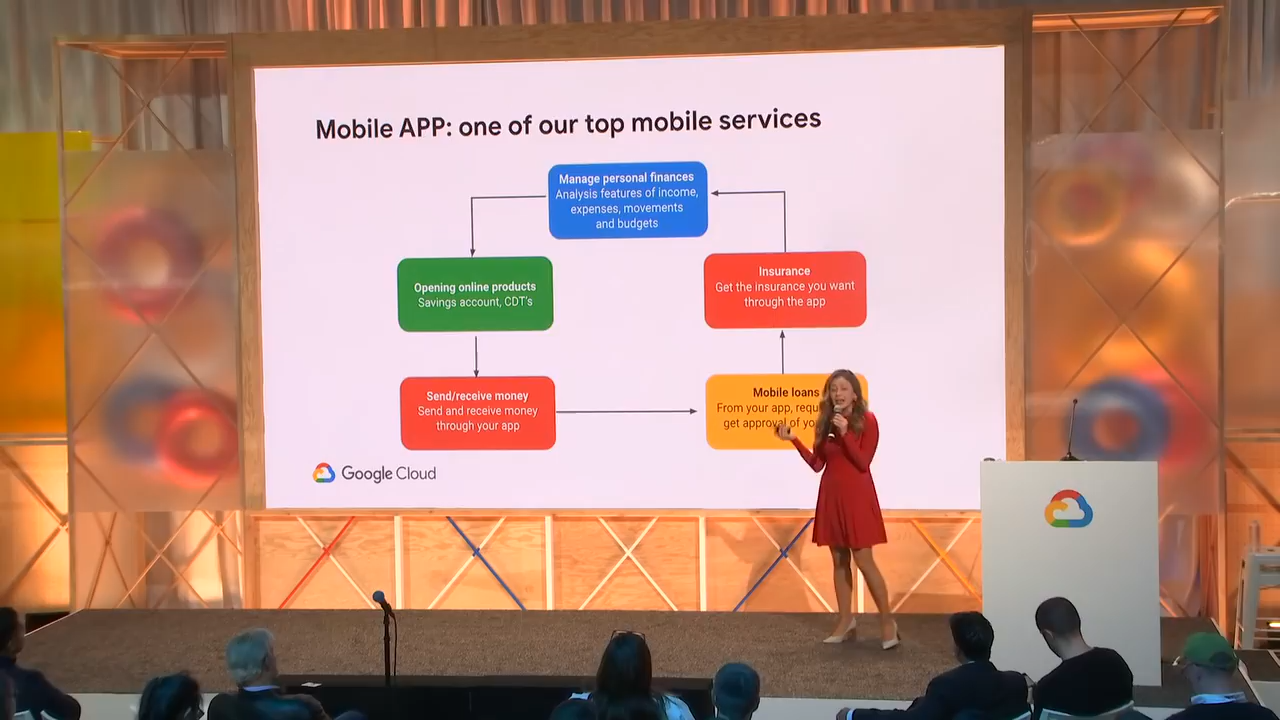 Mobile APP: one of our top mobile services
Manage personal finances
Analysis features of income,
expenses, movements
and budgets
Opening online products
Savings account, CDT's
Insurance
Get the insurance you want
through the app
Send/receive money
Send and receive money
through your app
Mobile loans
From your app,
get approval of
Google Cloud